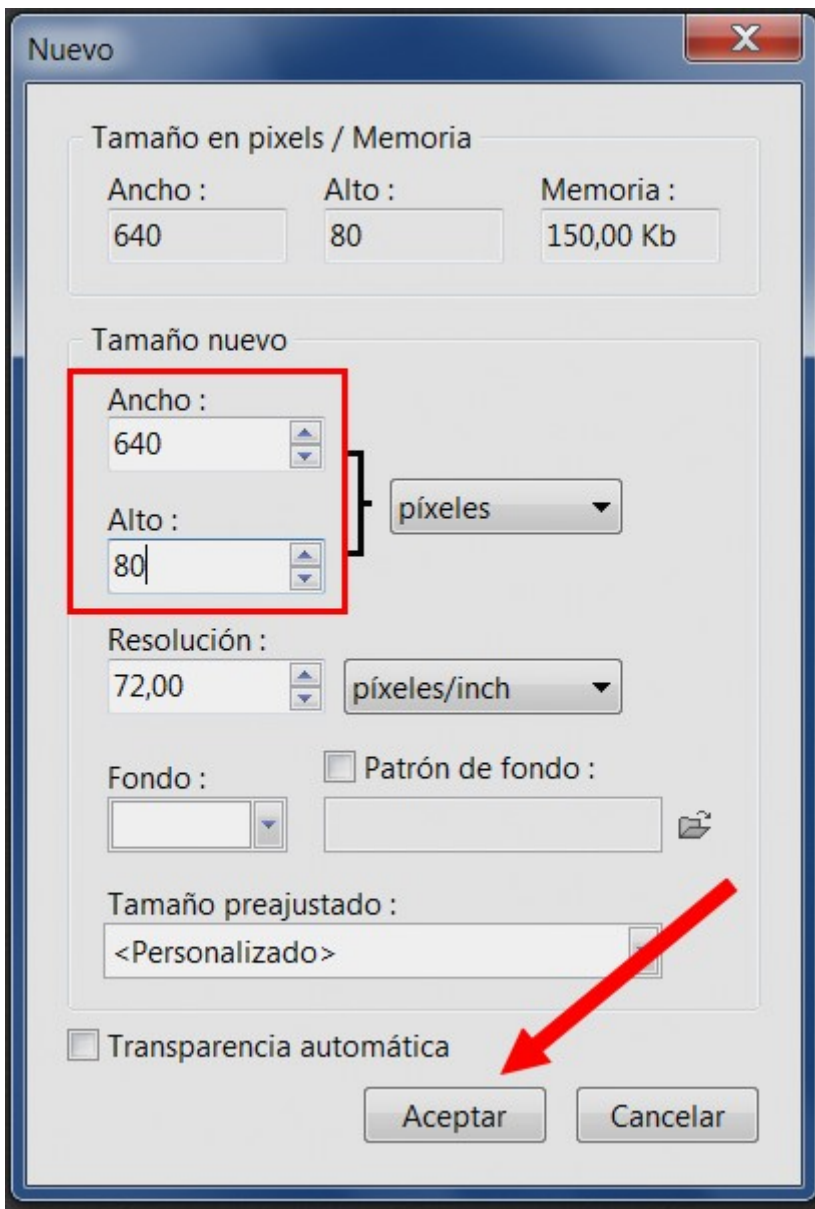 Nuevo
Tamaño en pixels / Memoria
Ancho : Alto : Memoria :
640 80 150,00 Kb
Tamaño nuevo
Ancho :
640
píxeles
Alto :
80
Resolución :
72,00 píxeles/inch
Fondo : Patrón de fondo :
Tamaño preajustado :
<Personalizado>
Transparencia automática
Aceptar Cancelar